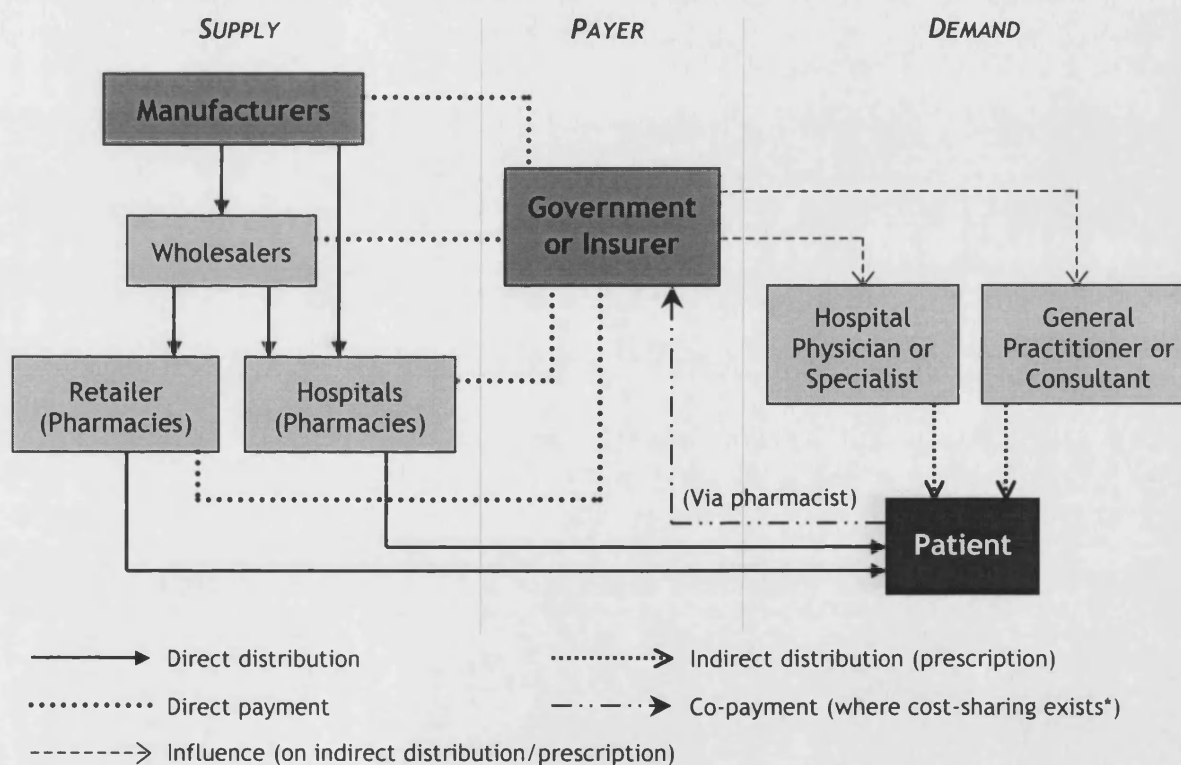 SUPPLY
PAYER
DEMAND
Manufacturers
Government
or Insurer
Wholesalers
Hospital
Physician or
Specialist
General
Practitioner or
Consultant
Retailer
(Pharmacies)
Hospitals
(Pharmacies)
(Via pharmacist)
Patient
Direct distribution
Indirect distribution (prescription)
Direct payment
Co-payment (where cost-sharing exists*)
Influence (on indirect distribution/prescription)